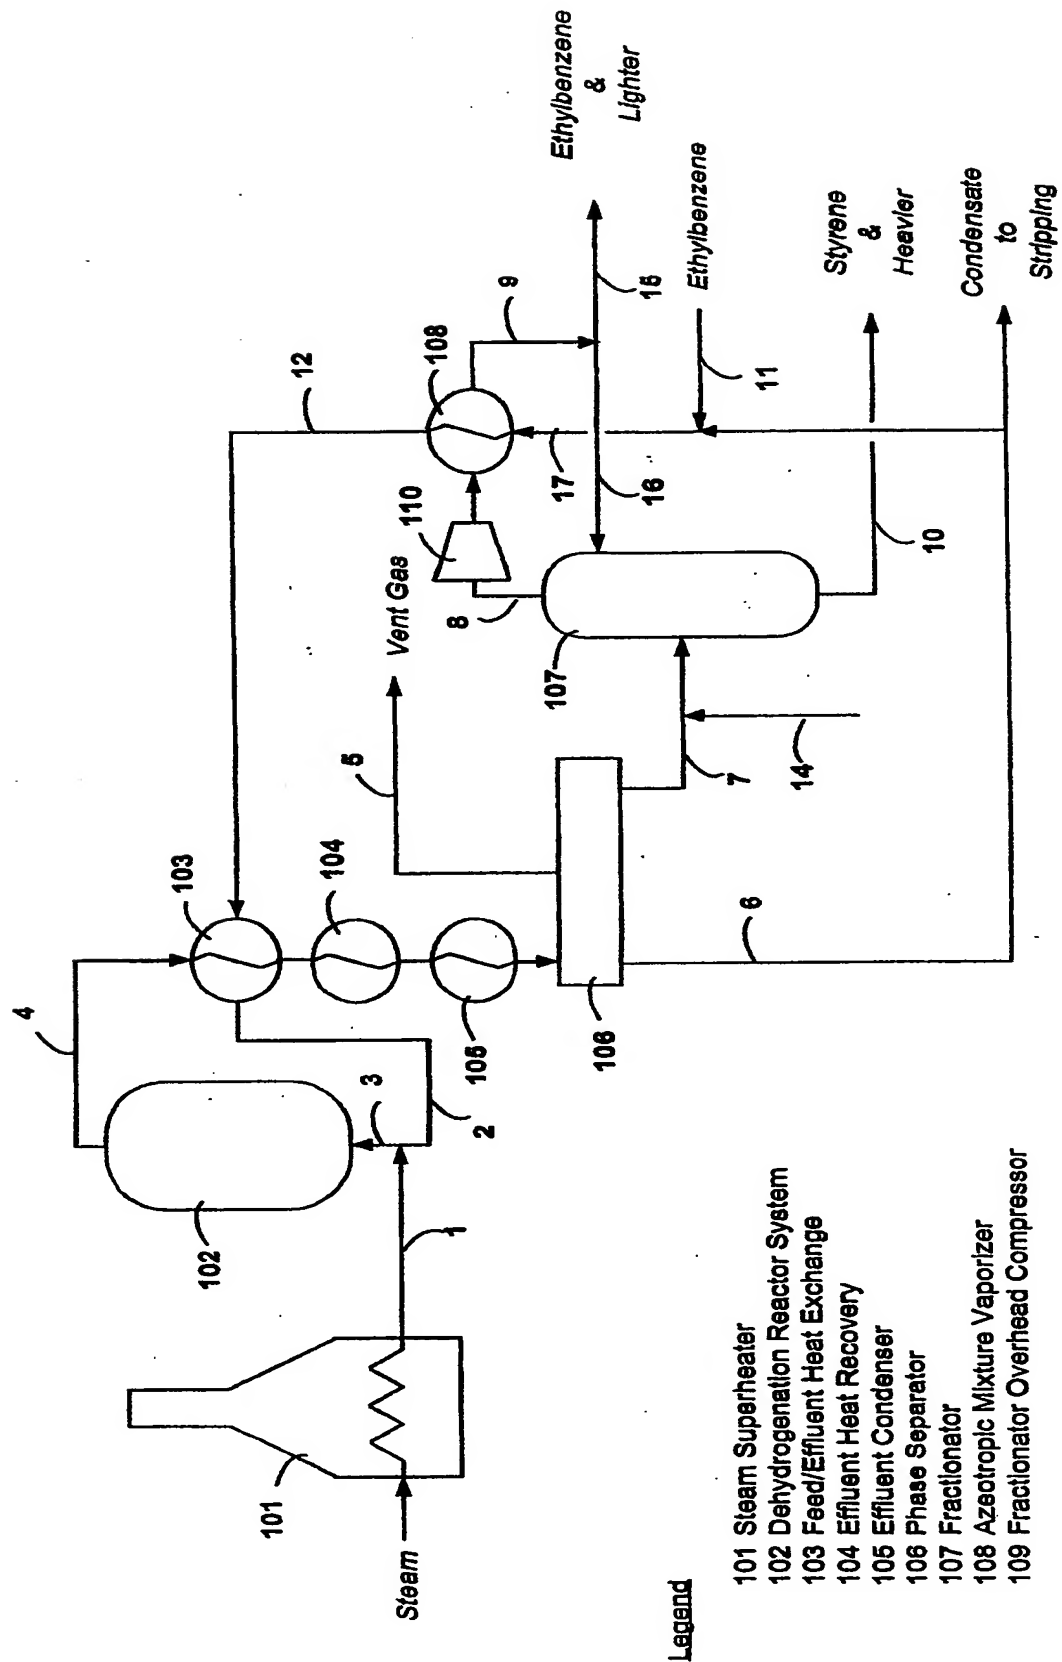 Steam
101
1
102
3
2
4
103
104
105
106
5
Vent Gas
6
7
14
107
8
110
108
12
9
17
16
15
11
10
Ethylbenzene
&
Lighter
Ethylbenzene
Styrene
&
Heavier
Condensate
to
Stripping
Legend
101 Steam Superheater
102 Dehydrogenation Reactor System
103 Feed/Effluent Heat Exchange
104 Effluent Heat Recovery
105 Effluent Condenser
106 Phase Separator
107 Fractionator
108 Azeotropic Mixture Vaporizer
109 Fractionator Overhead Compressor